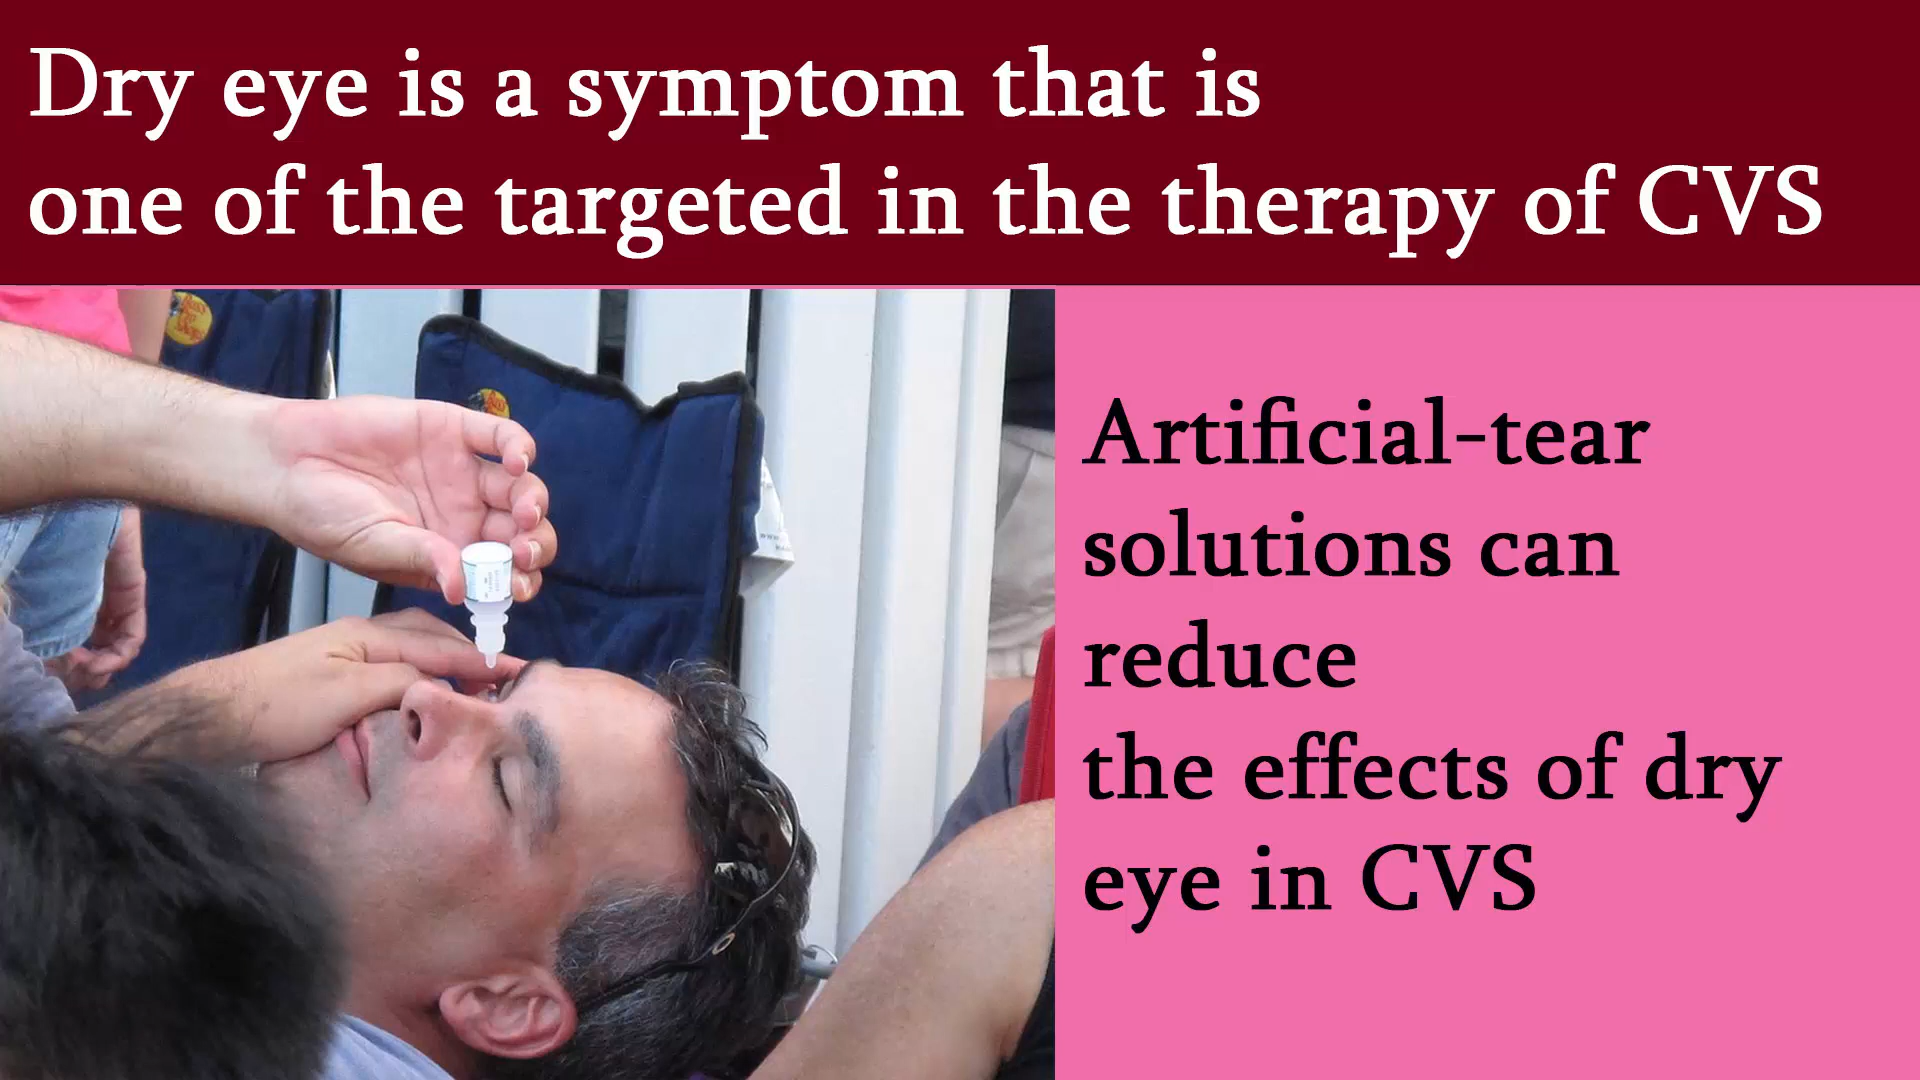 Dry eye is a symptom that is
one of the targeted in the therapy of CVS
Artificial-tear
solutions can
reduce
the effects of dry
eye in CVS